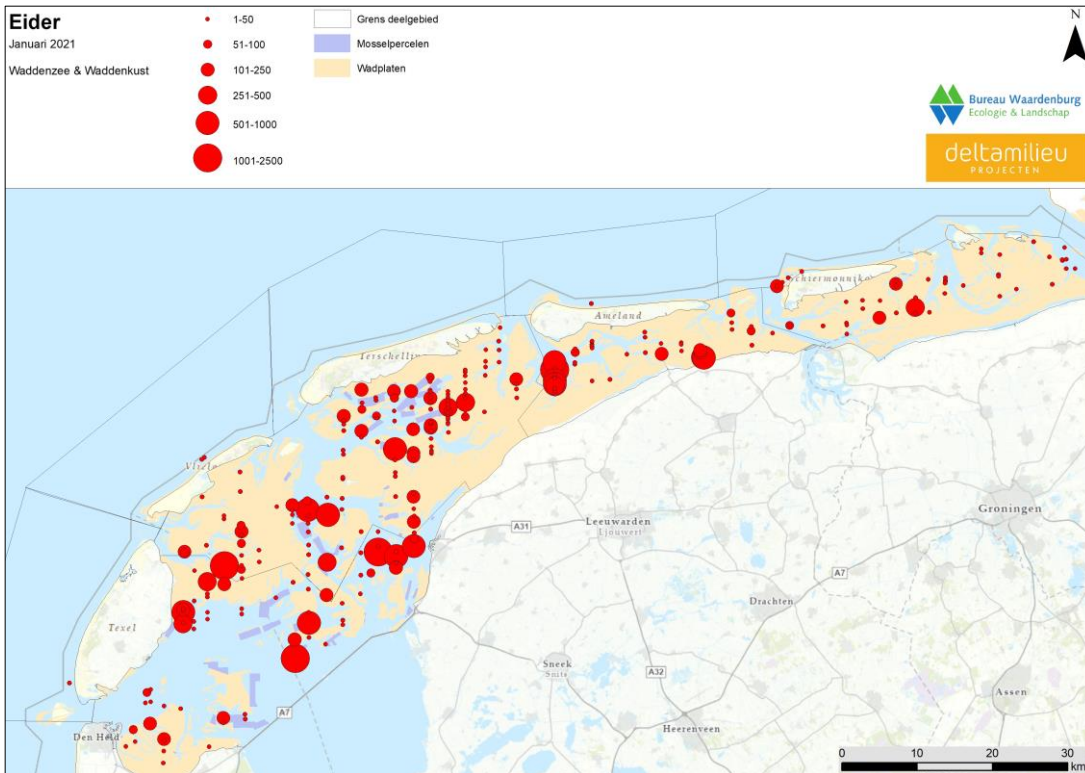 Eider
Januari 2021
Waddenzee & Waddenkust
1-50
51-100
101-250
251-500
501-1000
1001-2500
Grens deelgebied
Mosselpercelen
Wadplaten
N
Bureau Waardenburg
Ecologie & Landschap
deltamilieu
PROJECTEN
Ameland
Terschelling
Vlieland
Texel
Den Held
A31
Leeuwarden
Ljouwert
Groningen
A7
Drachten
Sneek
Snits
A32
A7
Heerenveen
Assen
0 10 20 30
km